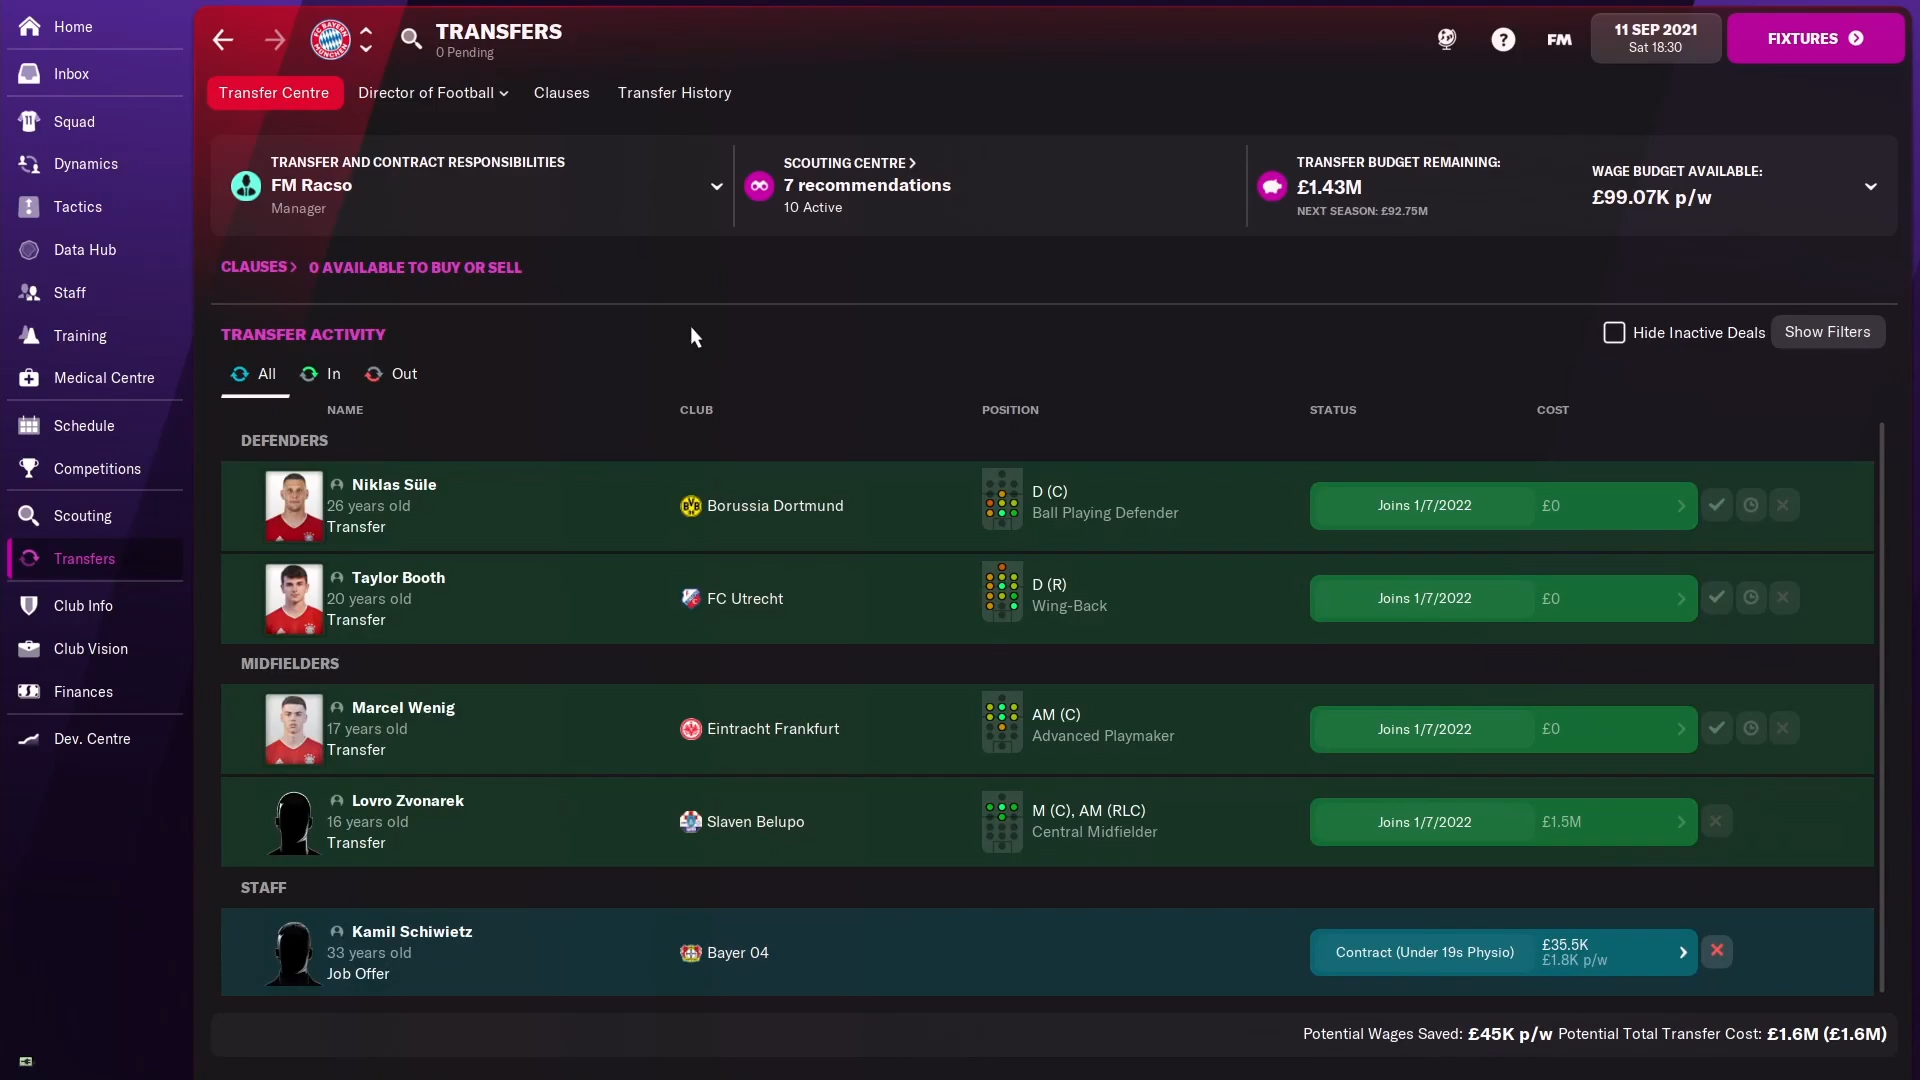 Home
Inbox
Squad
Dynamics
Tactics
Data Hub
Staff
Training
Medical Centre
Schedule
Competitions
Scouting
Transfers
Club Info
Club Vision
Finances
Dev. Centre
TRANSFERS
0 Pending
FM
11 SEP 2021
Sat 18:30
FIXTURES
Transfer Centre
Director of Football
Clauses
Transfer History
TRANSFER AND CONTRACT RESPONSIBILITIES
FM Racso
Manager
SCOUTING CENTRE >
7 recommendations
10 Active
TRANSFER BUDGET REMAINING:
£1.43M
NEXT SEASON: £92.75M
WAGE BUDGET AVAILABLE:
£99.07K p/w
CLAUSES > 0 AVAILABLE TO BUY OR SELL
TRANSFER ACTIVITY
Hide Inactive Deals
Show Filters
All In Out
NAME CLUB POSITION STATUS COST
DEFENDERS
Niklas Süle
26 years old
Transfer
Borussia Dortmund
D (C)
Ball Playing Defender
Joins 1/7/2022 £0
Taylor Booth
20 years old
Transfer
FC Utrecht
D (R)
Wing-Back
Joins 1/7/2022 £0
MIDFIELDERS
Marcel Wenig
17 years old
Transfer
Eintracht Frankfurt
AM (C)
Advanced Playmaker
Joins 1/7/2022 £0
Lovro Zvonarek
16 years old
Transfer
Slaven Belupo
M (C), AM (RLC)
Central Midfielder
Joins 1/7/2022 £1.5M
STAFF
Kamil Schiwietz
33 years old
Job Offer
Bayer 04
Contract (Under 19s Physio)
£35.5K
£1.8K p/w
Potential Wages Saved: £45K p/w Potential Total Transfer Cost: £1.6M (£1.6M)